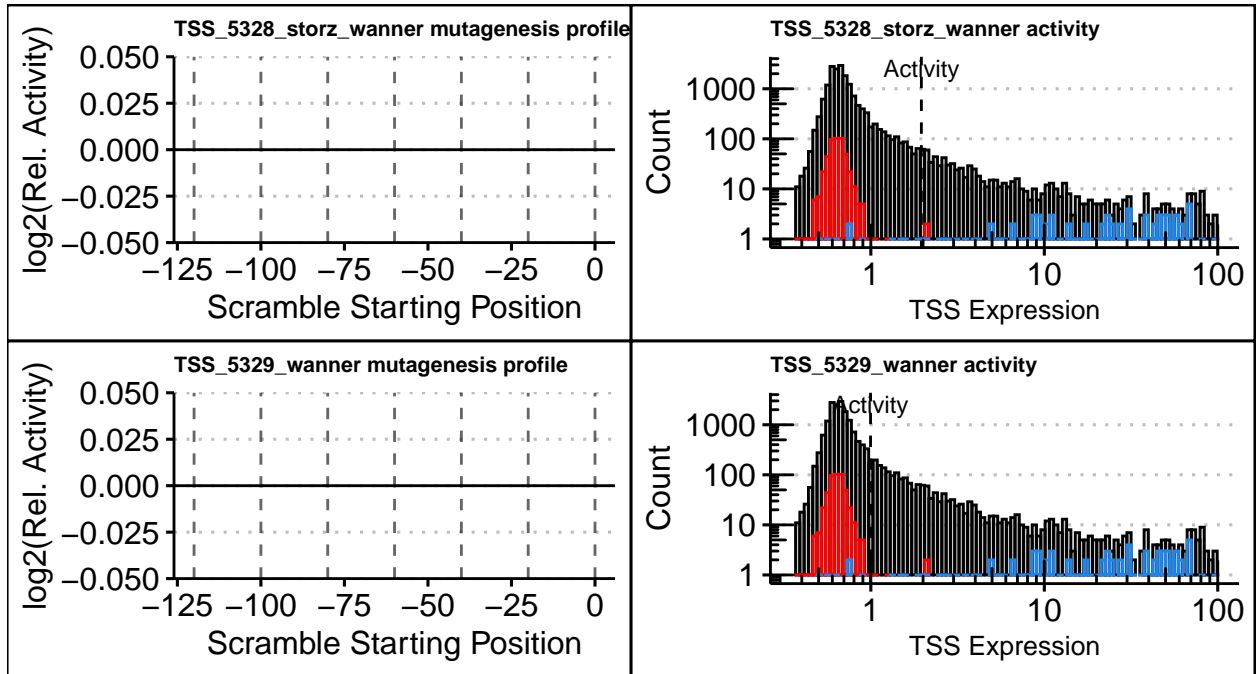 TSS_5328_storz_wanner mutagenesis profile
log2(Rel. Activity)
0.050
0.025
0.000
−0.025
−0.050
−125 −100 −75 −50 −25 0
Scramble Starting Position
TSS_5328_storz_wanner activity
Activity
Count
1000
100
10
1
1 10 100
TSS Expression
TSS_5329_wanner mutagenesis profile
log2(Rel. Activity)
0.050
0.025
0.000
−0.025
−0.050
−125 −100 −75 −50 −25 0
Scramble Starting Position
TSS_5329_wanner activity
Activity
Count
1000
100
10
1
1 10 100
TSS Expression